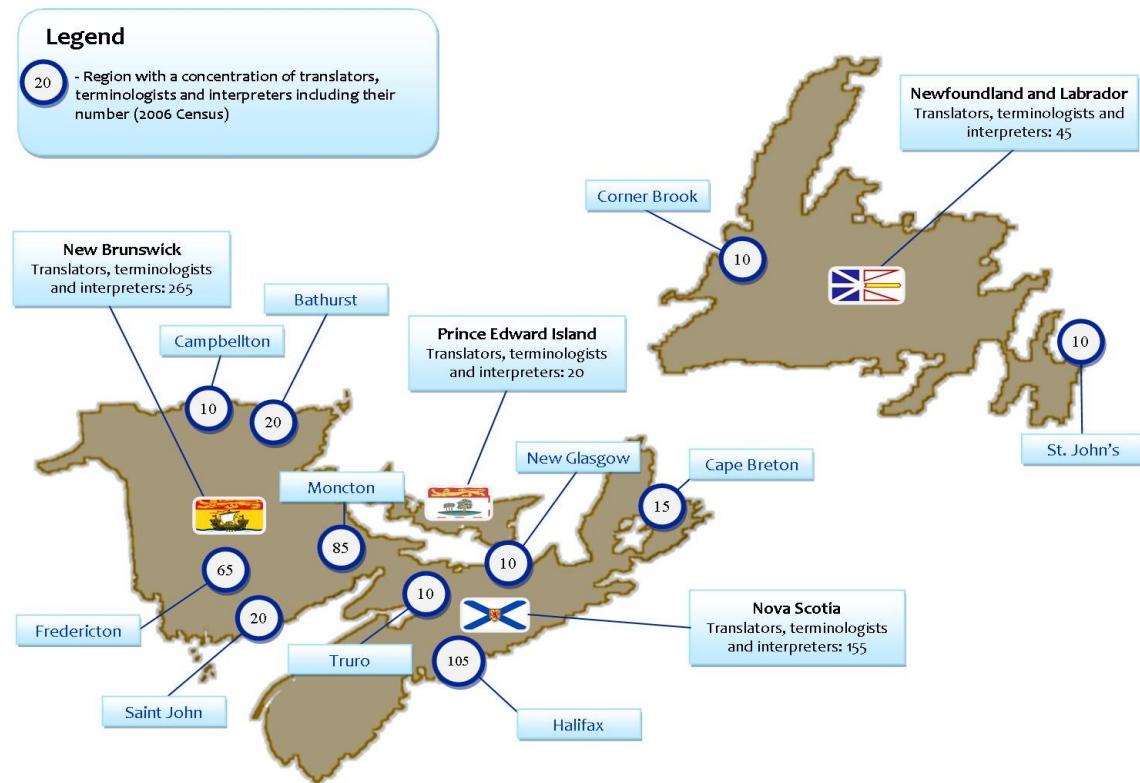 Legend
20
- Region with a concentration of translators,
terminologists and interpreters including their
number (2006 Census)
Newfoundland and Labrador
Translators, terminologists and
interpreters: 45
Corner Brook
10
New Brunswick
Translators, terminologists
and interpreters: 265
Bathurst
Campbellton
Prince Edward Island
Translators, terminologists
and interpreters: 20
10
10
20
St. John's
New Glasgow
Cape Breton
Moncton
15
85
10
65
10
20
Nova Scotia
Translators, terminologists
and interpreters: 155
Fredericton
Truro
105
Saint John
Halifax